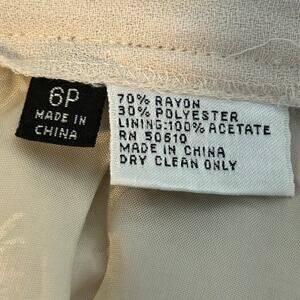 6P
MADE IN
CHINA
70% RAYON
30% POLYESTER
LINING:100% ACETATE
RN 50610
MADE IN CHINA
DRY CLEAN ONLY